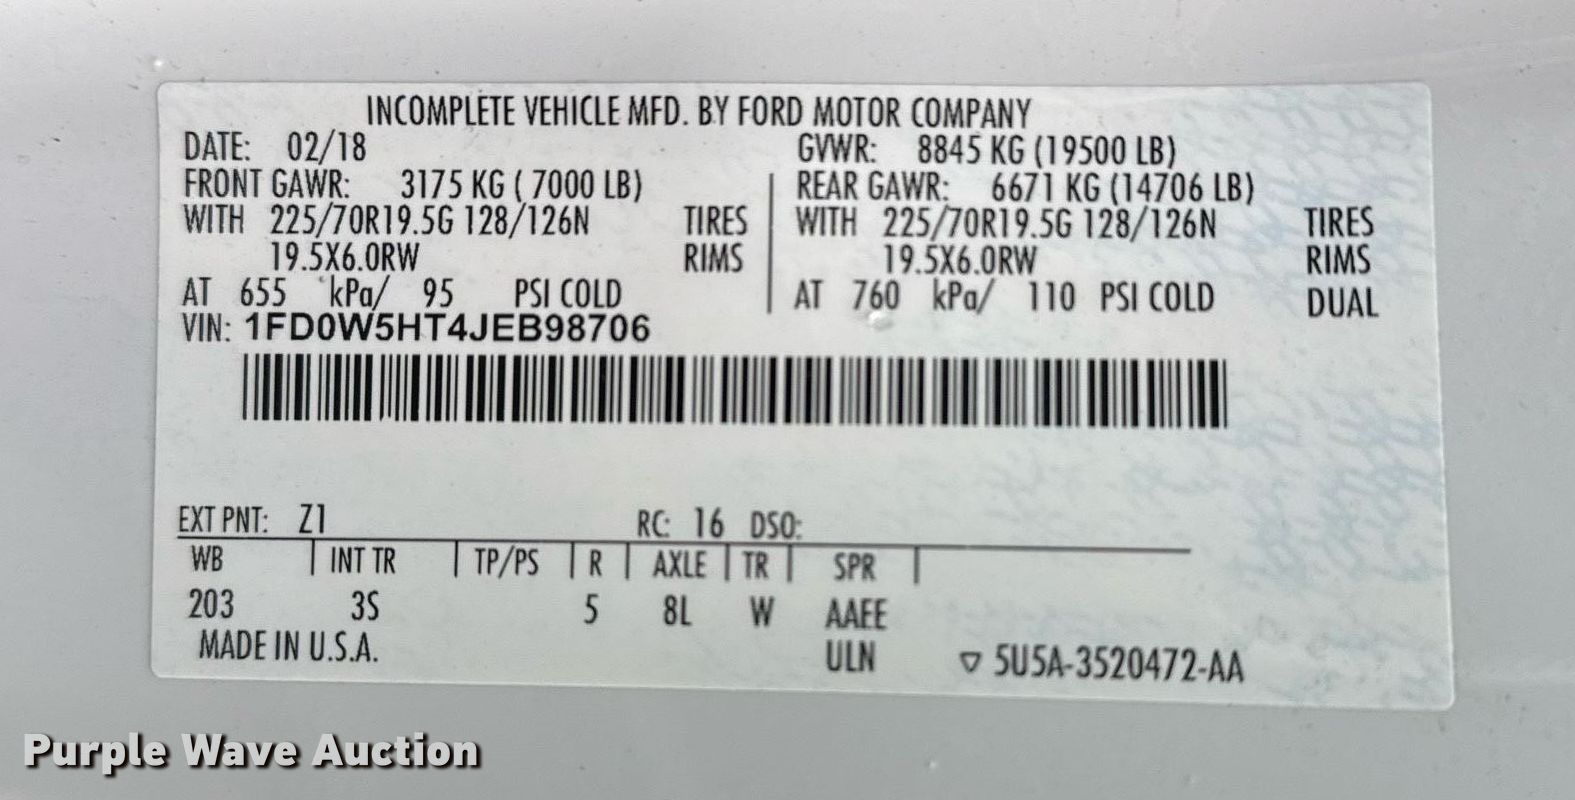 INCOMPLETE VEHICLE MFD. BY FORD MOTOR COMPANY
DATE: 02/18 GVWR: 8845 KG (19500 LB)
FRONT GAWR: 3175 KG ( 7000 LB) REAR GAWR: 6671 KG (14706 LB)
WITH 225/70R19.5G 128/126N TIRES WITH 225/70R19.5G 128/126N TIRES
19.5X6.0RW RIMS 19.5X6.0RW RIMS
AT 655 kPa/ 95 PSI COLD AT 760 kPa/ 110 PSI COLD DUAL
VIN: 1FD0W5HT4JEB98706
EXT PNT: Z1 RC: 16 DSO:
WB INT TR TP/PS R AXLE TR SPR
203 3S 5 8L W AAEE
MADE IN U.S.A. ULN ▽ 5U5A-3520472-AA
Purple Wave Auction